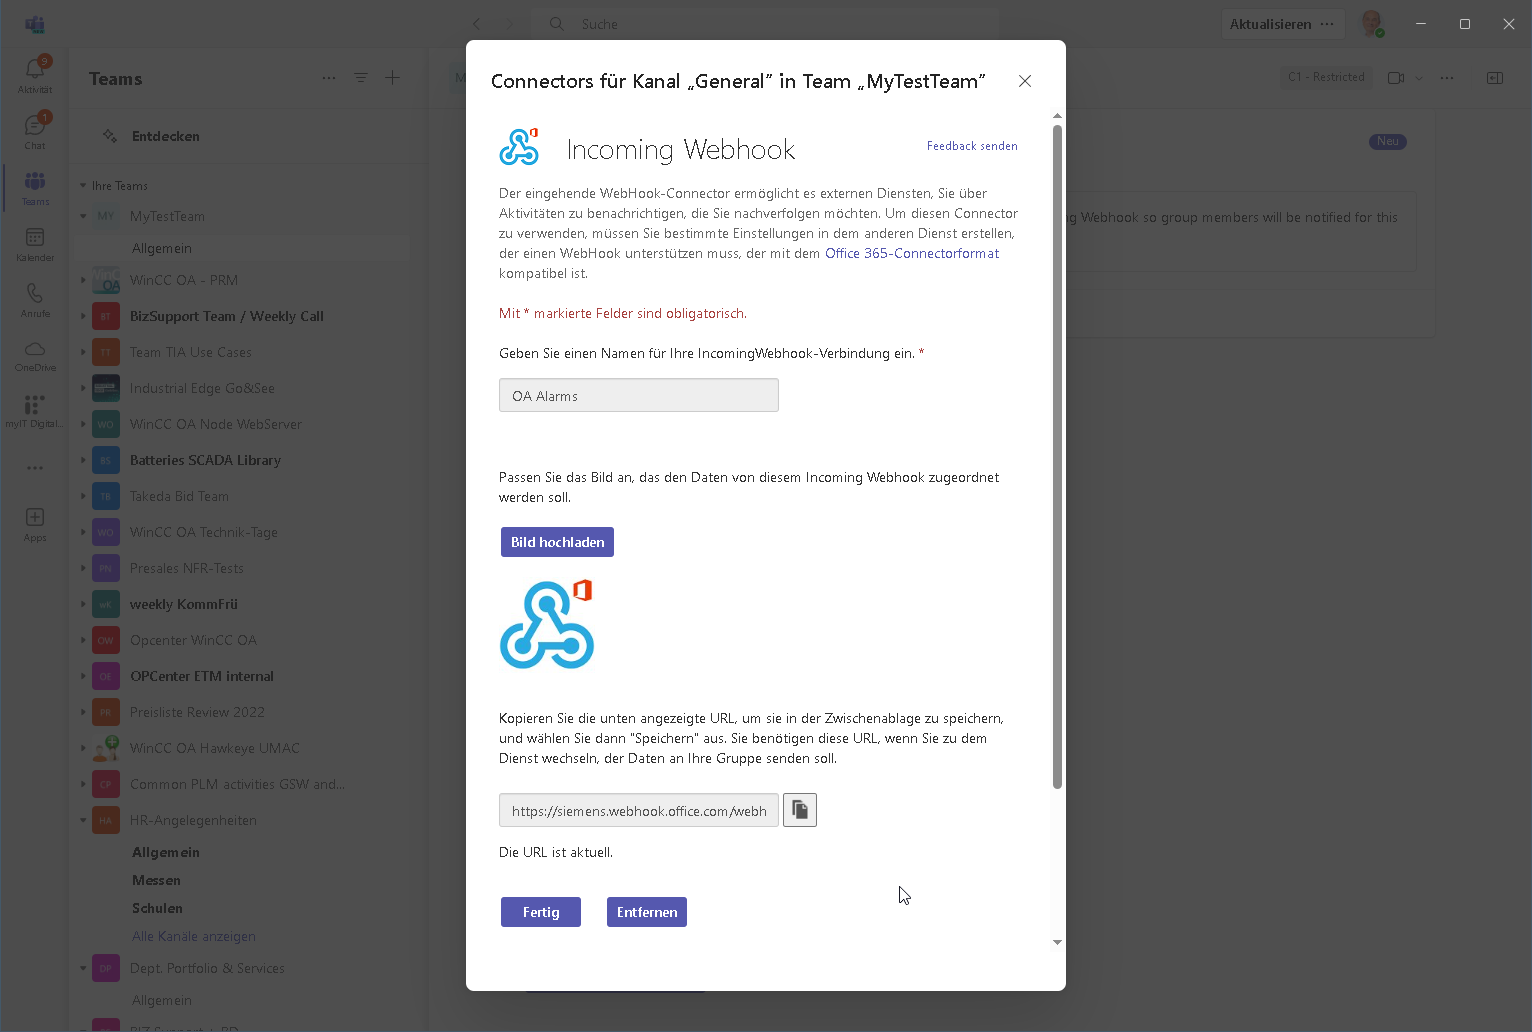 Suche
Aktualisieren
9
Aktivität
1
Chat
Teams
Kalender
Anrufe
OneDrive
myIT Digital...
Apps
Teams
Entdecken
Ihre Teams
MY MyTestTeam
Allgemein
WinCC OA - PRM
BT BizSupport Team / Weekly Call
TT Team TIA Use Cases
Industrial Edge Go&See
WO WinCC OA Node WebServer
BS Batteries SCADA Library
TB Takeda Bid Team
WO WinCC OA Technik-Tage
PN Presales NFR-Tests
wK weekly KommFrü
OW Opcenter WinCC OA
OE OPCenter ETM internal
PR Preisliste Review 2022
WinCC OA Hawkeye UMAC
CP Common PLM activities GSW and...
HA HR-Angelegenheiten
Allgemein
Messen
Schulen
Alle Kanäle anzeigen
DP Dept. Portfolio & Services
Allgemein
C1 - Restricted
Neu
ng Webhook so group members will be notified for this
Connectors für Kanal „General” in Team „MyTestTeam”
Incoming Webhook
Feedback senden
Der eingehende WebHook-Connector ermöglicht es externen Diensten, Sie über
Aktivitäten zu benachrichtigen, die Sie nachverfolgen möchten. Um diesen Connector
zu verwenden, müssen Sie bestimmte Einstellungen in dem anderen Dienst erstellen,
der einen WebHook unterstützen muss, der mit dem Office 365-Connectorformat
kompatibel ist.
Mit * markierte Felder sind obligatorisch.
Geben Sie einen Namen für Ihre IncomingWebhook-Verbindung ein. *
OA Alarms
Passen Sie das Bild an, das den Daten von diesem Incoming Webhook zugeordnet
werden soll.
Bild hochladen
Kopieren Sie die unten angezeigte URL, um sie in der Zwischenablage zu speichern,
und wählen Sie dann "Speichern" aus. Sie benötigen diese URL, wenn Sie zu dem
Dienst wechseln, der Daten an Ihre Gruppe senden soll.
https://siemens.webhook.office.com/webh
Die URL ist aktuell.
Fertig
Entfernen